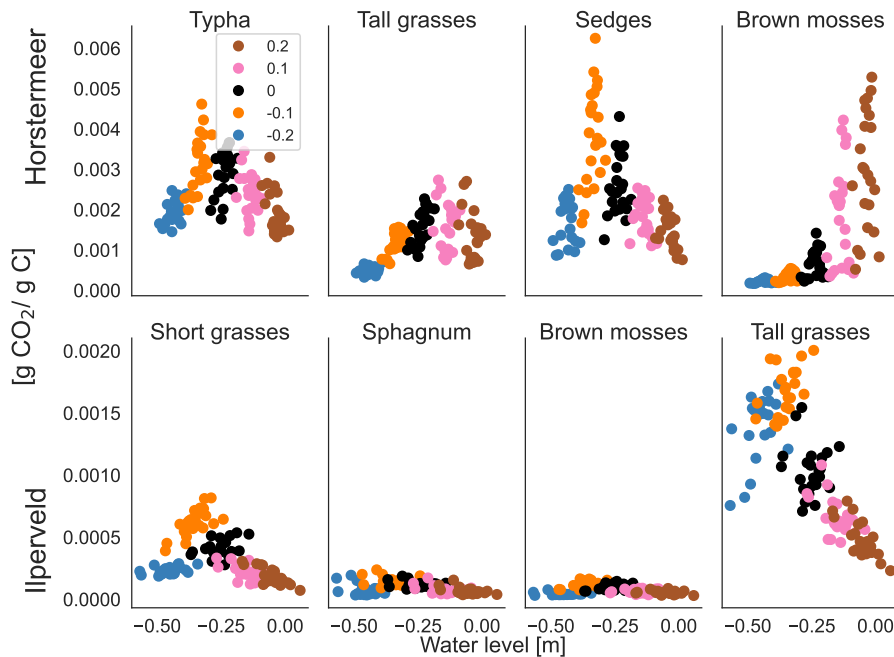 Typha Tall grasses Sedges Brown mosses
0.006
0.005
0.004
0.003
0.002
0.001
0.000
0.2
0.1
0
-0.1
-0.2
Horstermeer
[g CO2/ g C]
Short grasses Sphagnum Brown mosses Tall grasses
0.0020
0.0015
0.0010
0.0005
0.0000
Ilperveld
−0.50 −0.25 0.00 −0.50 −0.25 0.00 −0.50 −0.25 0.00 −0.50 −0.25 0.00
Water level [m]